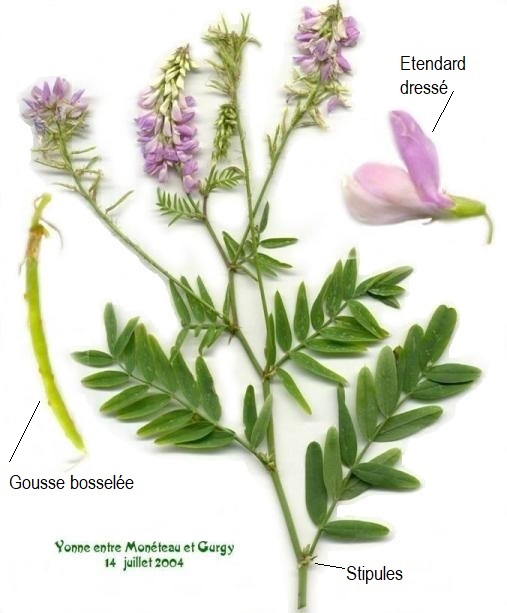 Etendard
dressé
Gousse bosselée
Yonne entre Monéteau et Gurgy
14 juillet 2004
Stipules